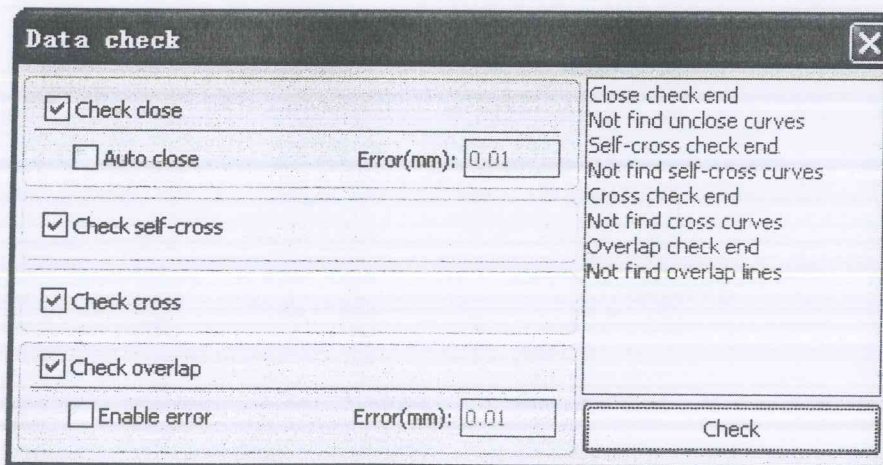 Data check
Check close
Auto close Error(mm): 0.01
Check self-cross
Check cross
Check overlap
Enable error Error(mm): 0.01
Close check end
Not find unclose curves
Self-cross check end
Not find self-cross curves
Cross check end
Not find cross curves
Overlap check end
Not find overlap lines
Check